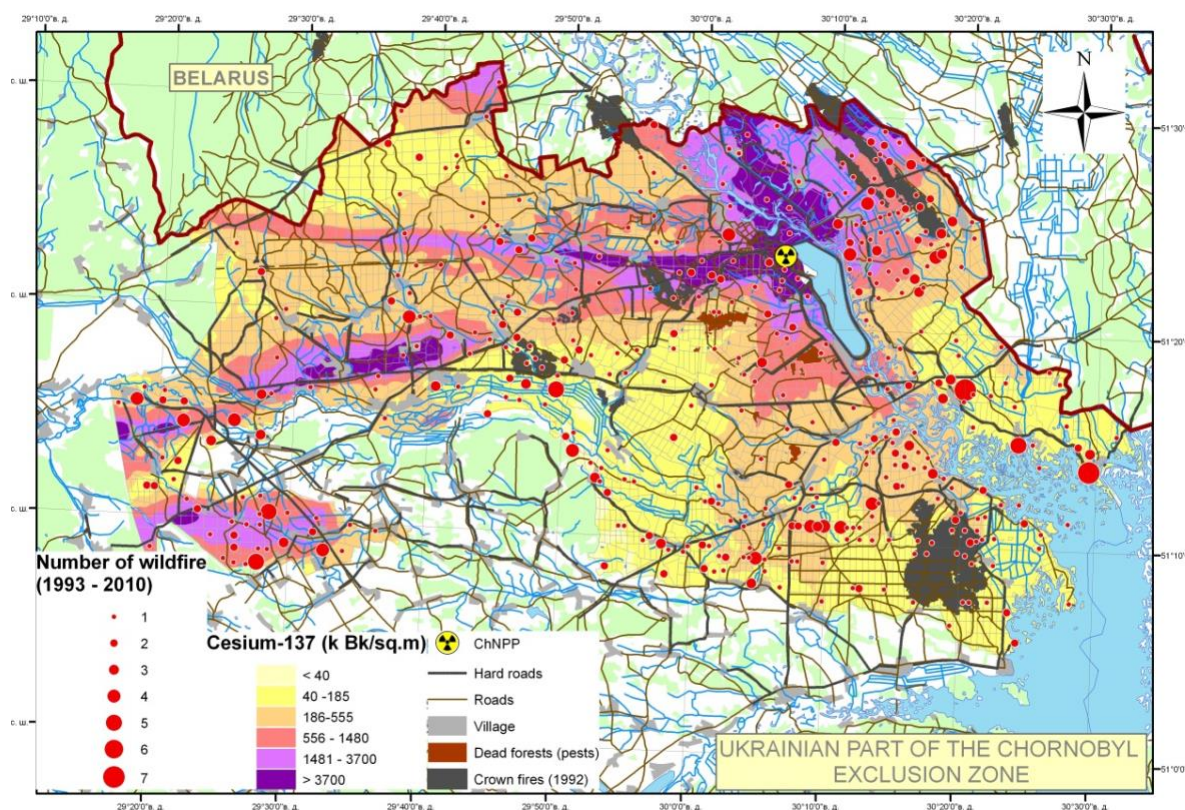 29°10'0"в. д. 29°20'0"в. д. 29°30'0"в. д. 29°40'0"в. д. 29°50'0"в. д. 30°0'0"в. д. 30°10'0"в. д. 30°20'0"в. д. 30°30'0"в. д.
BELARUS
N
с. ш.
51°30'0"
с. ш.
с. ш.
51°20'0"
с. ш.
с. ш.
51°10'0"
Number of wildfire
(1993 - 2010)
1
2
3
4
5
6
7
Cesium-137 (k Bk/sq.m)
< 40
40 -185
186-555
556 - 1480
1481 - 3700
> 3700
ChNPP
Hard roads
Roads
Village
Dead forests (pests)
Crown fires (1992)
с. ш.
UKRAINIAN PART OF THE CHORNOBYL
EXCLUSION ZONE
51°0'0"
29°20'0"в. д. 29°30'0"в. д. 29°40'0"в. д. 29°50'0"в. д. 30°0'0"в. д. 30°10'0"в. д. 30°20'0"в. д. 30°30'0"в. д.